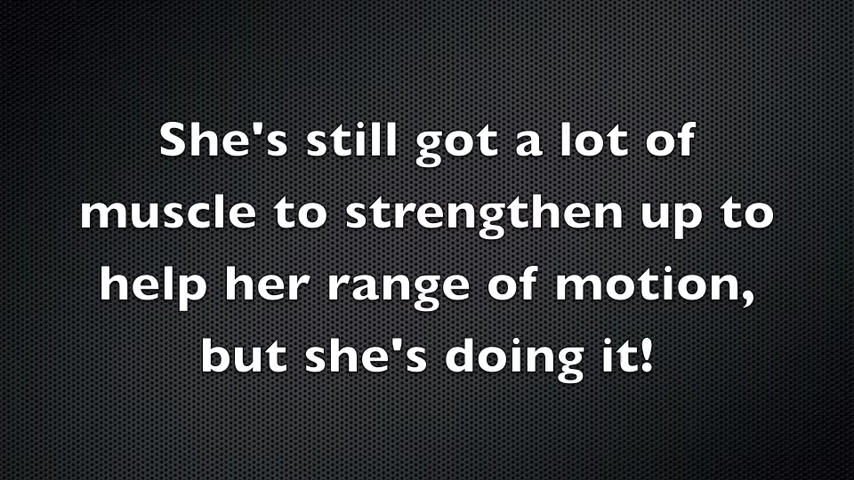 She's still got a lot of
muscle to strengthen up to
help her range of motion,
but she's doing it!